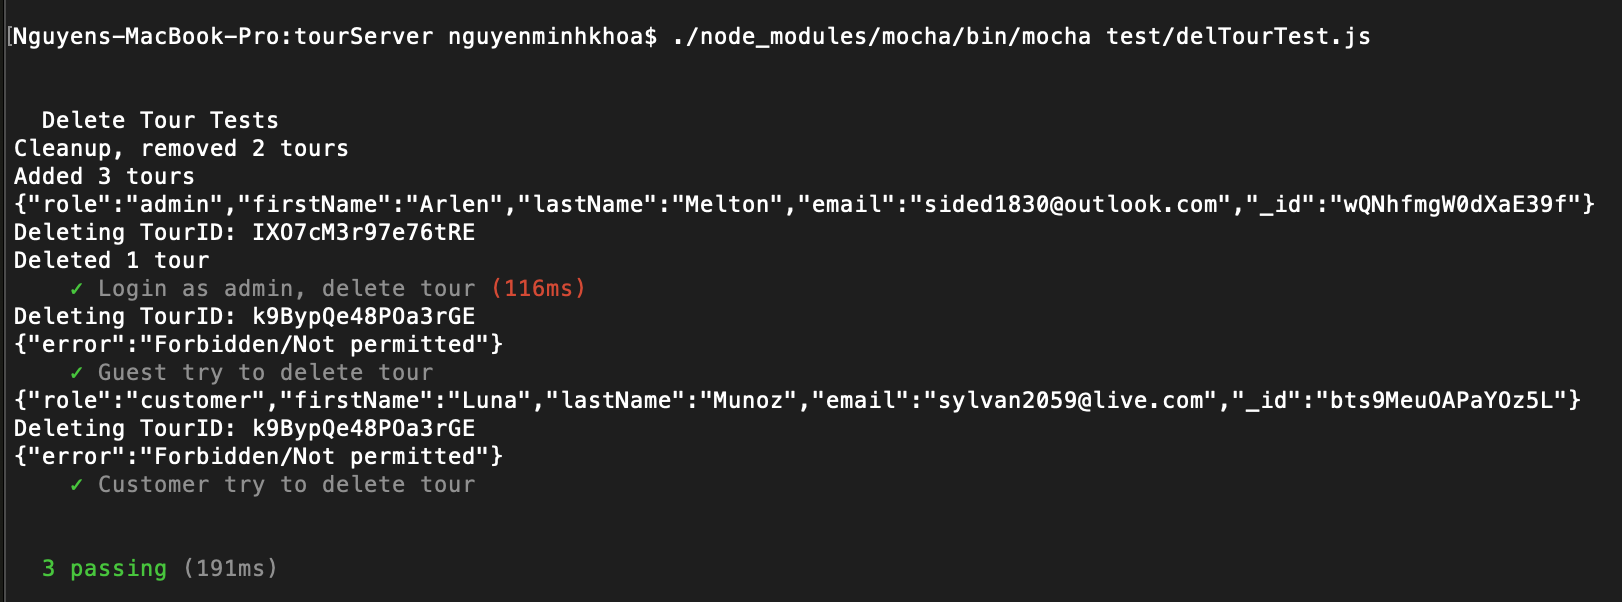 [Nguyens-MacBook-Pro:tourServer nguyenminhkhoa$ ./node_modules/mocha/bin/mocha test/delTourTest.js
Delete Tour Tests
Cleanup, removed 2 tours
Added 3 tours
{"role":"admin","firstName":"Arlen","lastName":"Melton","email":"sided1830@outlook.com","_id":"wQNhfmgW0dXaE39f"}
Deleting TourID: IXO7cM3r97e76tRE
Deleted 1 tour
✓ Login as admin, delete tour (116ms)
Deleting TourID: k9BypQe48POa3rGE
{"error":"Forbidden/Not permitted"}
✓ Guest try to delete tour
{"role":"customer","firstName":"Luna","lastName":"Munoz","email":"sylvan2059@live.com","_id":"bts9MeuOAPaYOz5L"}
Deleting TourID: k9BypQe48POa3rGE
{"error":"Forbidden/Not permitted"}
✓ Customer try to delete tour
3 passing (191ms)